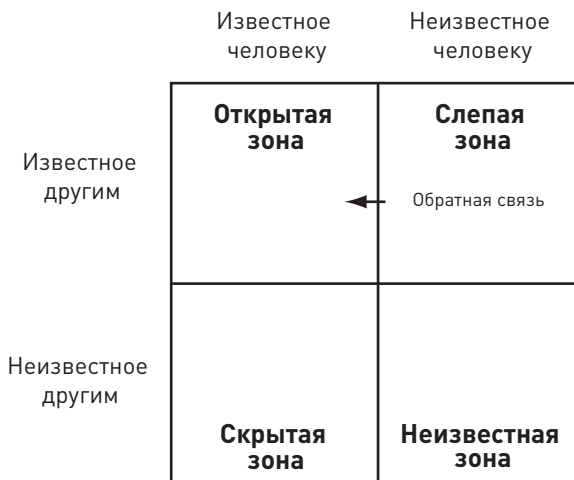 Известное
человеку
Неизвестное
человеку
Открытая
зона
Слепая
зона
Известное
другим
Обратная связь
Неизвестное
другим
Скрытая
зона
Неизвестная
зона